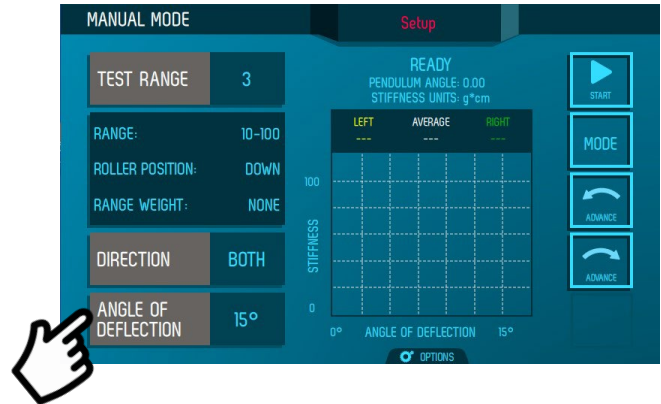 MANUAL MODE
Setup
TEST RANGE 3
RANGE: 10-100
ROLLER POSITION: DOWN
RANGE WEIGHT: NONE
DIRECTION BOTH
ANGLE OF
DEFLECTION
15°
READY
PENDULUM ANGLE: 0.00
STIFFNESS UNITS: g*cm
LEFT AVERAGE RIGHT
--- --- ---
100
STIFFNESS
0
0° ANGLE OF DEFLECTION 15°
OPTIONS
START
MODE
ADVANCE
ADVANCE